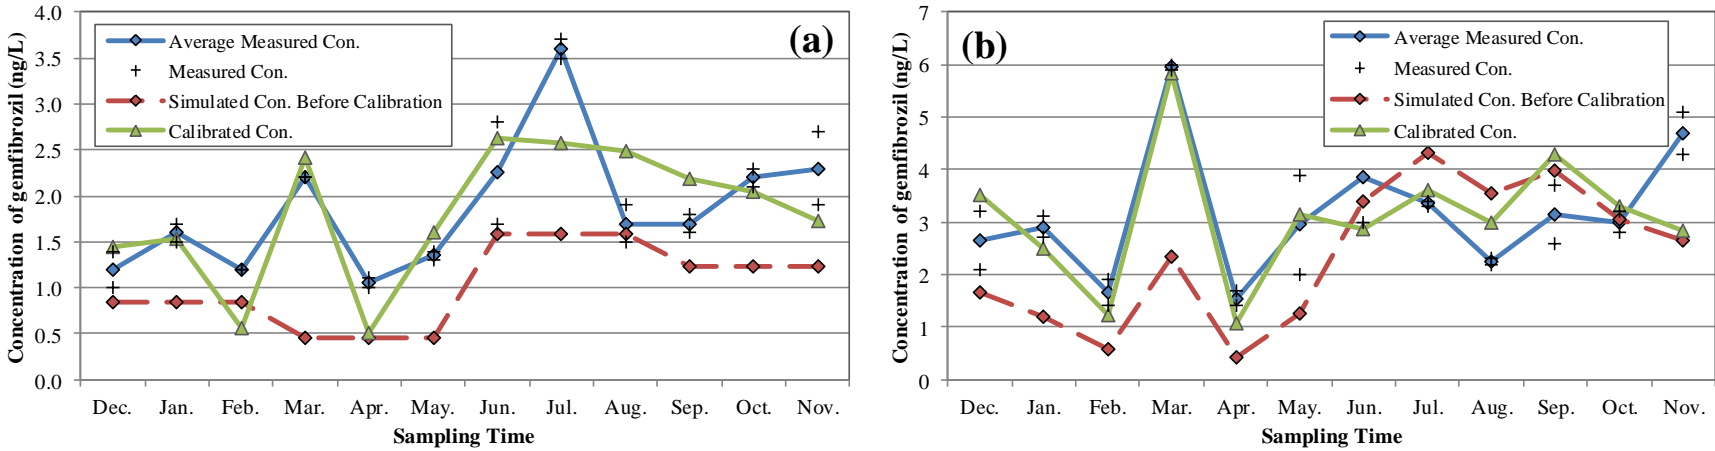 Concentration of gemfibrozil (ng/L)
4.0
3.5
3.0
2.5
2.0
1.5
1.0
0.5
0.0
Average Measured Con.
Measured Con.
Simulated Con. Before Calibration
Calibrated Con.
(a)
Dec. Jan. Feb. Mar. Apr. May. Jun. Jul. Aug. Sep. Oct. Nov.
Sampling Time
Concentration of gemfibrozil (ng/L)
7
6
5
4
3
2
1
0
(b)
Average Measured Con.
Measured Con.
Simulated Con. Before Calibration
Calibrated Con.
Dec. Jan. Feb. Mar. Apr. May. Jun. Jul. Aug. Sep. Oct. Nov.
Sampling Time